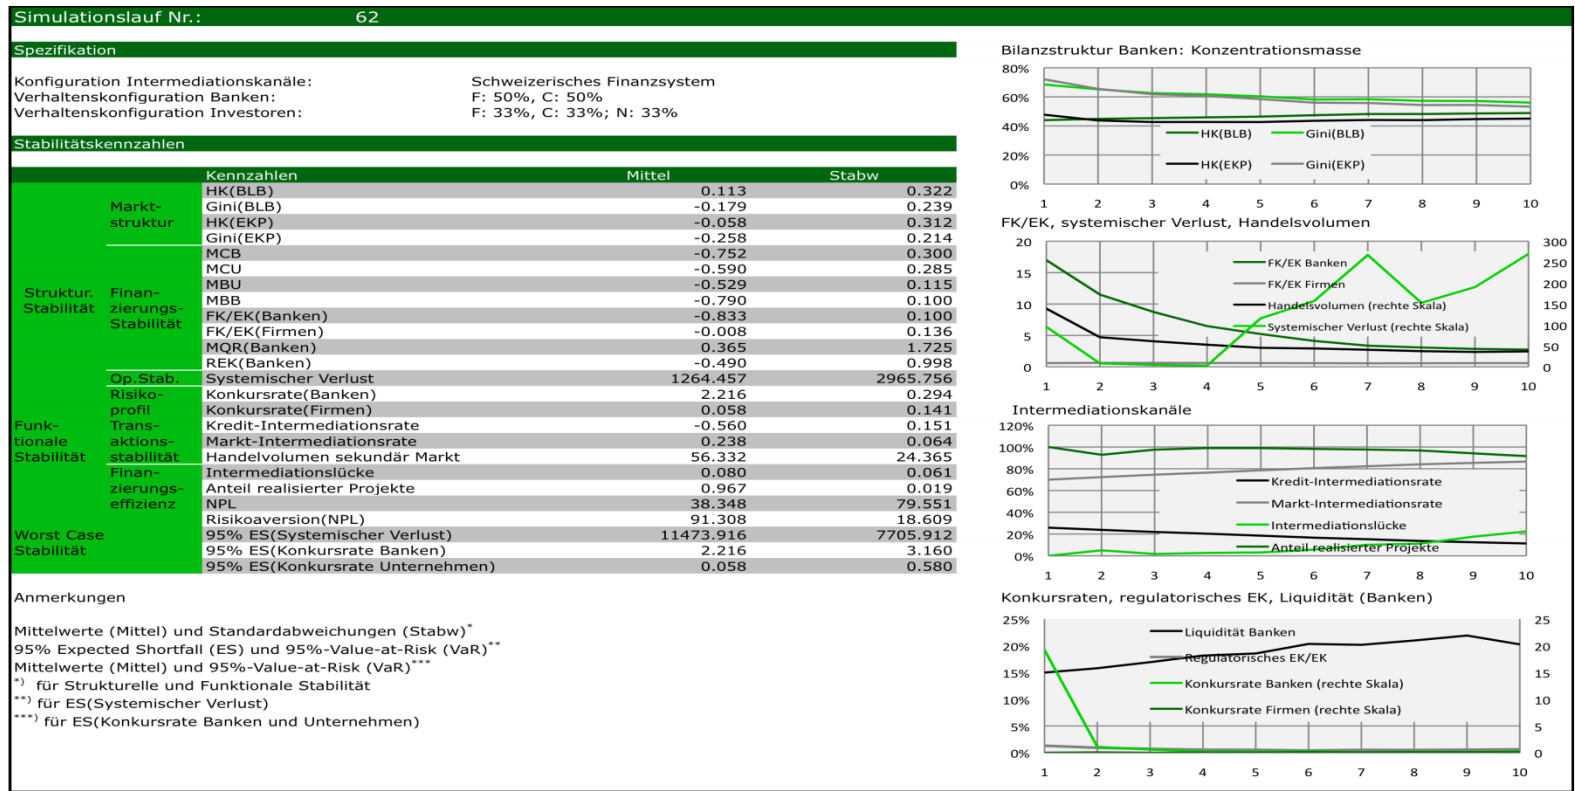 Simulationslauf Nr.: 62
Spezifikation
Konfiguration Intermediationskanäle: Schweizerisches Finanzsystem
Verhaltenskonfiguration Banken: F: 50%, C: 50%
Verhaltenskonfiguration Investoren: F: 33%, C: 33%; N: 33%
Stabilitätskennzahlen
Kennzahlen Mittel Stabw
Struktur. Stabilität
Markt-struktur
HK(BLB) 0.113 0.322
Gini(BLB) -0.179 0.239
HK(EKP) -0.058 0.312
Gini(EKP) -0.258 0.214
Finan-zierungs-Stabilität
MCB -0.752 0.300
MCU -0.590 0.285
MBU -0.529 0.115
MBB -0.790 0.100
FK/EK(Banken) -0.833 0.100
FK/EK(Firmen) -0.008 0.136
MQR(Banken) 0.365 1.725
REK(Banken) -0.490 0.998
Op.Stab. Systemischer Verlust 1264.457 2965.756
Funk-tionale Stabilität
Risiko-profil
Konkursrate(Banken) 2.216 0.294
Konkursrate(Firmen) 0.058 0.141
Trans-aktions-stabilität
Kredit-Intermediationsrate -0.560 0.151
Markt-Intermediationsrate 0.238 0.064
Handelvolumen sekundär Markt 56.332 24.365
Finan-zierungs-effizienz
Intermediationslücke 0.080 0.061
Anteil realisierter Projekte 0.967 0.019
NPL 38.348 79.551
Risikoaversion(NPL) 91.308 18.609
Worst Case Stabilität
95% ES(Systemischer Verlust) 11473.916 7705.912
95% ES(Konkursrate Banken) 2.216 3.160
95% ES(Konkursrate Unternehmen) 0.058 0.580
Anmerkungen
Mittelwerte (Mittel) und Standardabweichungen (Stabw)*
95% Expected Shortfall (ES) und 95%-Value-at-Risk (VaR)**
Mittelwerte (Mittel) und 95%-Value-at-Risk (VaR)***
*) für Strukturelle und Funktionale Stabilität
**) für ES(Systemischer Verlust)
***) für ES(Konkursrate Banken und Unternehmen)
Bilanzstruktur Banken: Konzentrationsmasse
80%
60%
40%
20%
0%
HK(BLB) Gini(BLB)
HK(EKP) Gini(EKP)
1 2 3 4 5 6 7 8 9 10
FK/EK, systemischer Verlust, Handelsvolumen
20 300
15 250
10 200
5 150
0 100
50
0
FK/EK Banken
FK/EK Firmen
Handelsvolumen (rechte Skala)
Systemischer Verlust (rechte Skala)
1 2 3 4 5 6 7 8 9 10
Intermediationskanäle
120%
100%
80%
60%
40%
20%
0%
Kredit-Intermediationsrate
Markt-Intermediationsrate
Intermediationslücke
Anteil realisierter Projekte
1 2 3 4 5 6 7 8 9 10
Konkursraten, regulatorisches EK, Liquidität (Banken)
25% 25
20% 20
15% 15
10% 10
5% 5
0% 0
Liquidität Banken
Regulatorisches EK/EK
Konkursrate Banken (rechte Skala)
Konkursrate Firmen (rechte Skala)
1 2 3 4 5 6 7 8 9 10